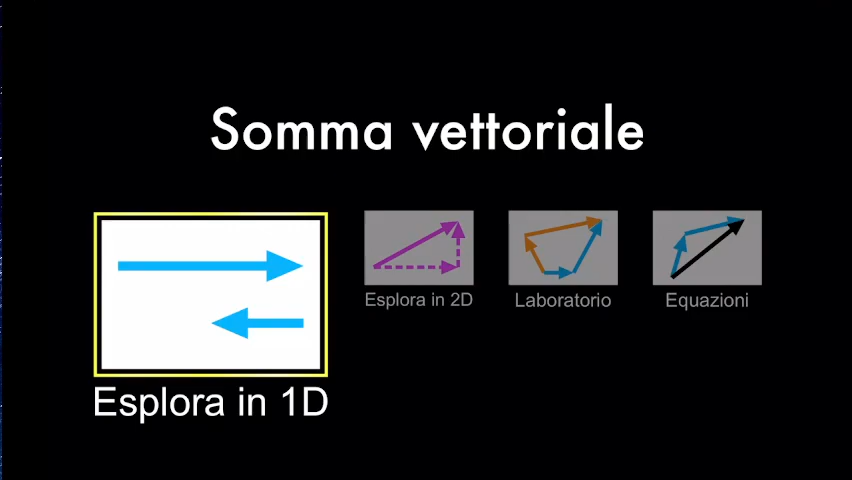 Somma vettoriale
Esplora in 1D
Esplora in 2D
Laboratorio
Equazioni